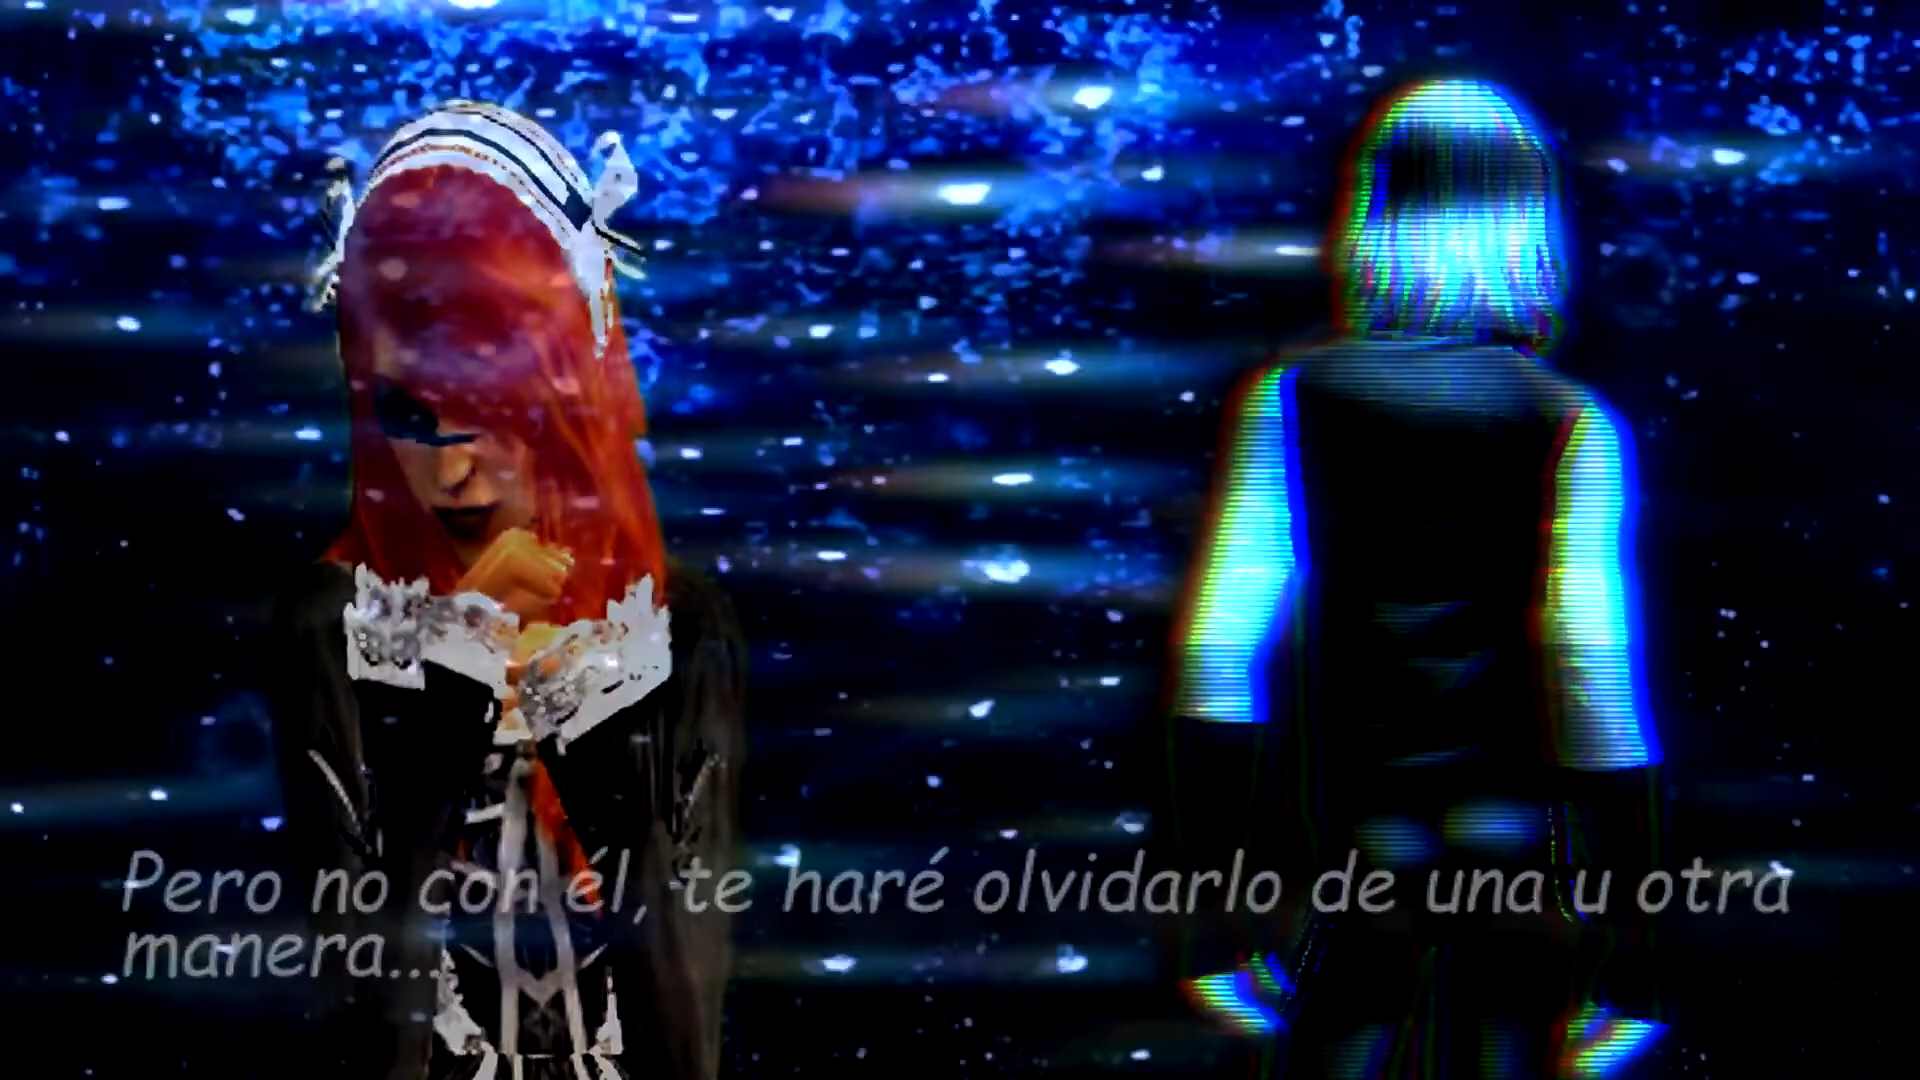 Pero no con él, te haré olvidarlo de una u otra
manera...